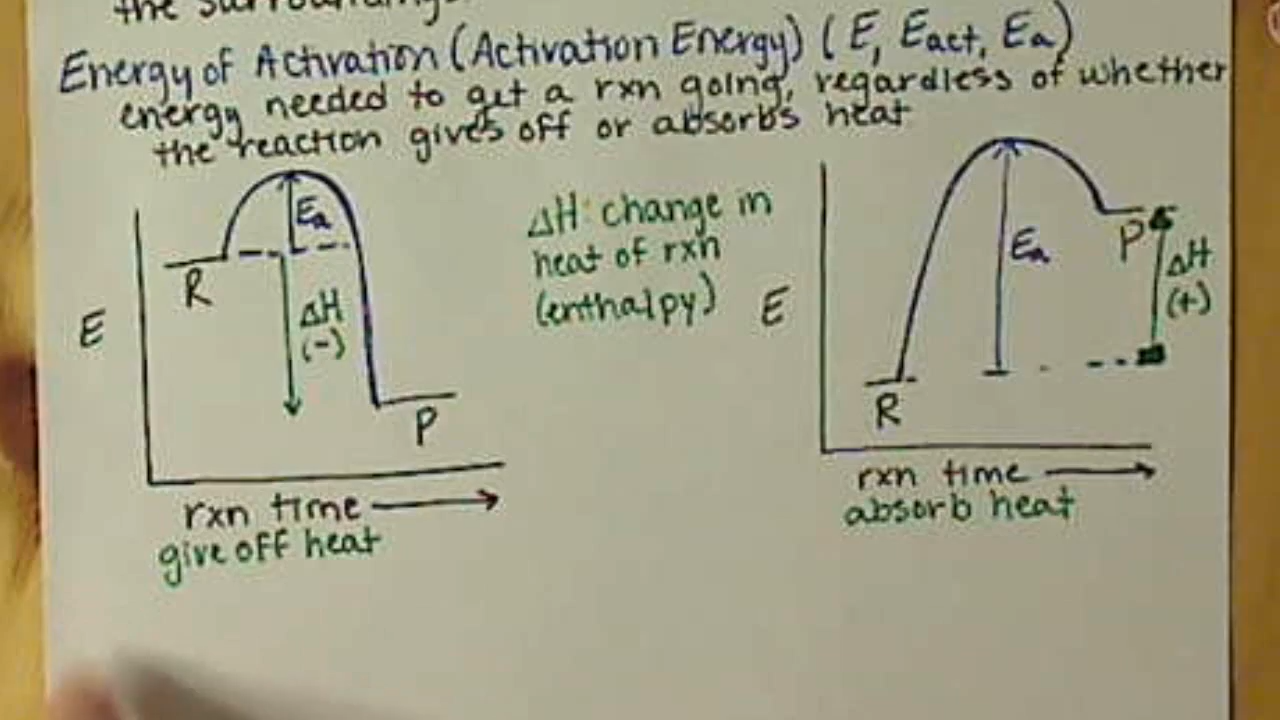 the surroundings.
Energy of Activation (Activation Energy) (E, Eact, Ea)
energy needed to get a rxn going, regardless of whether
the reaction gives off or absorbs heat
Ea
R
ΔH
(-)
E
P
rxn time
give off heat
ΔH: change in
heat of rxn
(enthalpy)
Ea
P
ΔH
(+)
E
R
rxn time
absorb heat